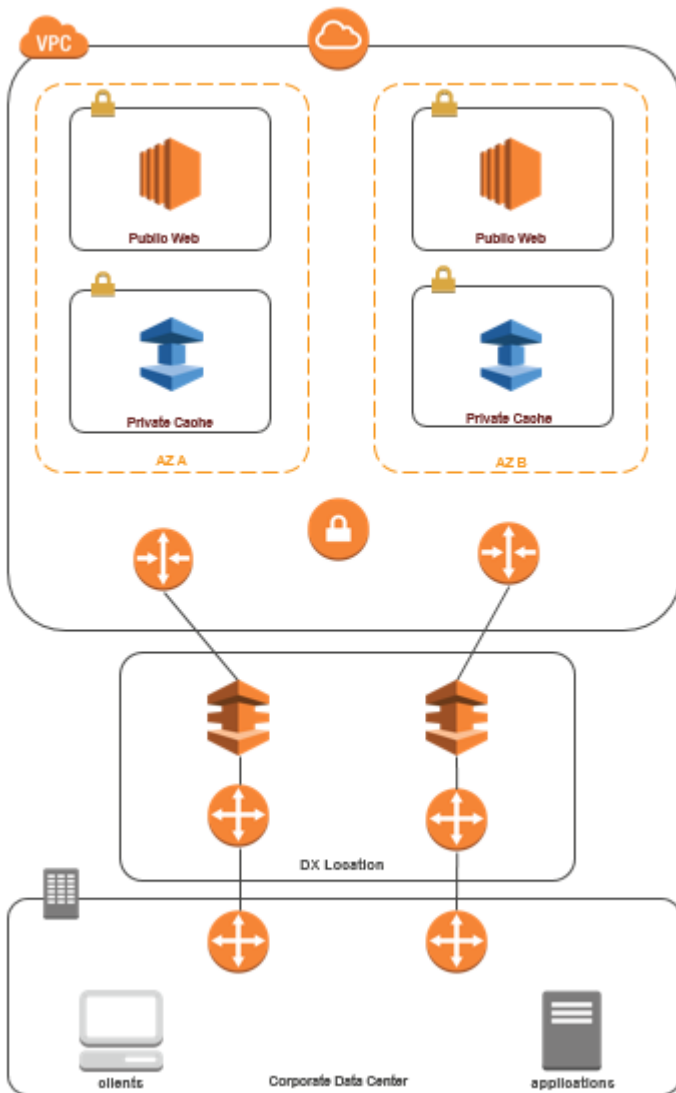 VPC
Public Web
Public Web
Private Cache
Private Cache
AZ A
AZ B
DX Location
clients
Corporate Data Center
applications